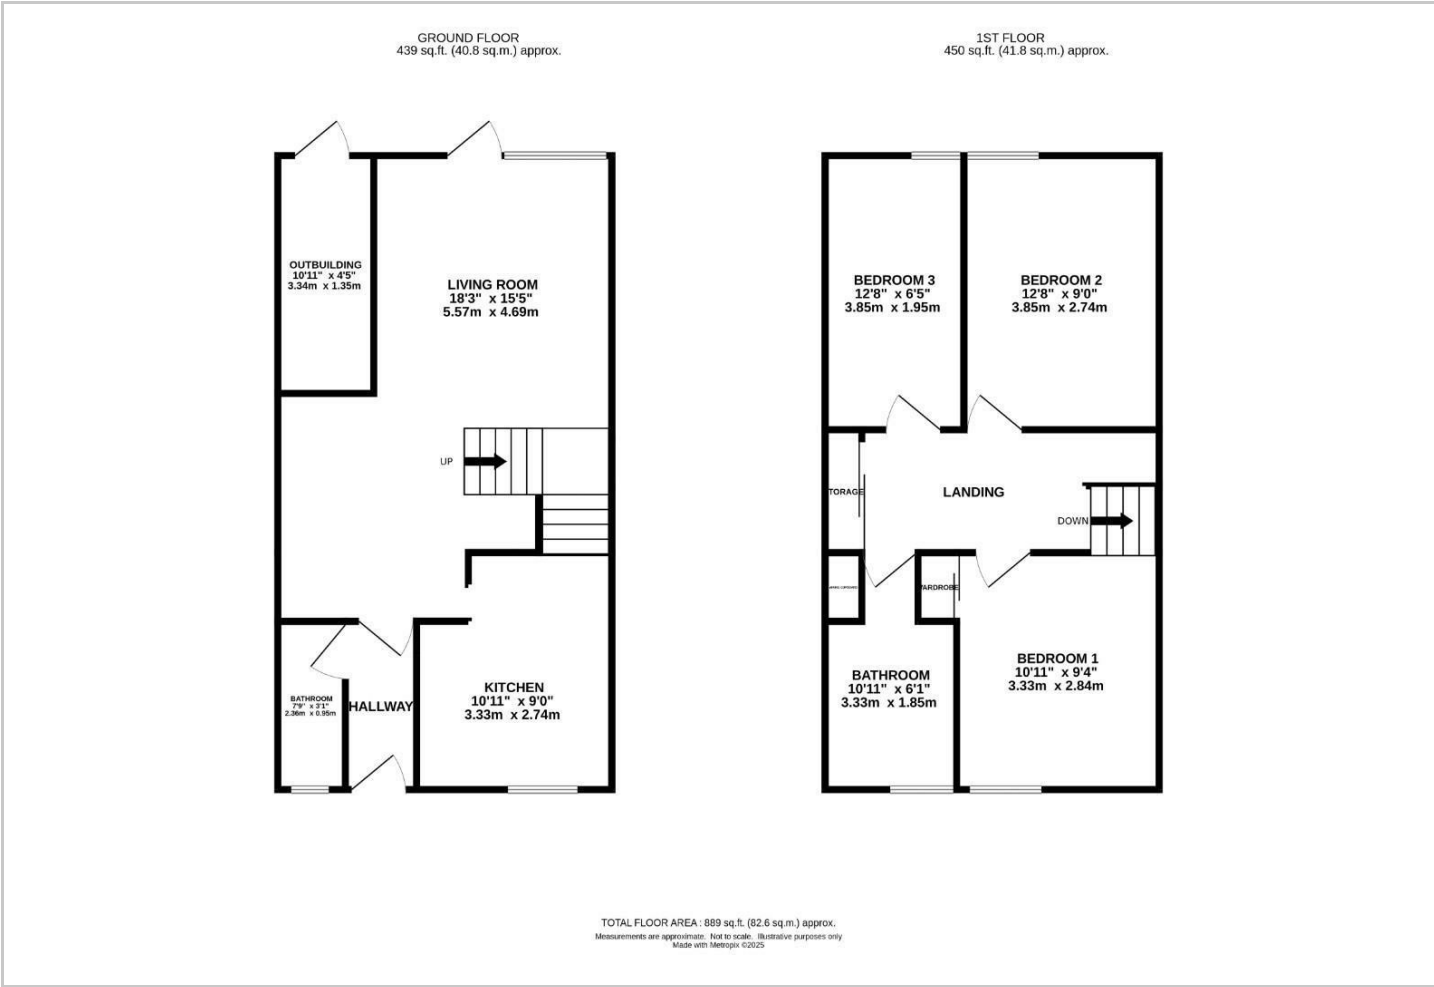 GROUND FLOOR
439 sq.ft. (40.8 sq.m.) approx.
1ST FLOOR
450 sq.ft. (41.8 sq.m.) approx.
OUTBUILDING
10'11" x 4'5"
3.34m x 1.35m
LIVING ROOM
18'3" x 15'5"
5.57m x 4.69m
UP
BATHROOM
7'9" x 3'1"
2.36m x 0.95m
HALLWAY
KITCHEN
10'11" x 9'0"
3.33m x 2.74m
BEDROOM 3
12'8" x 6'5"
3.85m x 1.95m
BEDROOM 2
12'8" x 9'0"
3.85m x 2.74m
TORAGE
LANDING
DOWN
ARDROBE
BATHROOM
10'11" x 6'1"
3.33m x 1.85m
BEDROOM 1
10'11" x 9'4"
3.33m x 2.84m
TOTAL FLOOR AREA : 889 sq.ft. (82.6 sq.m.) approx.
Measurements are approximate. Not to scale. Illustrative purposes only
Made with Metropix ©2025